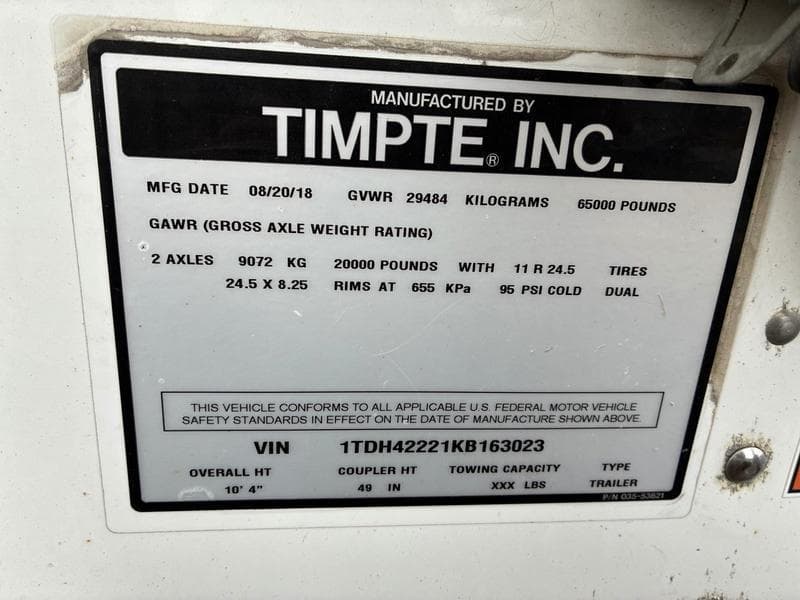 MANUFACTURED BY
TIMPTE® INC.
MFG DATE 08/20/18 GVWR 29484 KILOGRAMS 65000 POUNDS
GAWR (GROSS AXLE WEIGHT RATING)
2 AXLES 9072 KG 20000 POUNDS WITH 11 R 24.5 TIRES
24.5 X 8.25 RIMS AT 655 KPa 95 PSI COLD DUAL
THIS VEHICLE CONFORMS TO ALL APPLICABLE U.S. FEDERAL MOTOR VEHICLE
SAFETY STANDARDS IN EFFECT ON THE DATE OF MANUFACTURE SHOWN ABOVE.
VIN 1TDH42221KB163023
OVERALL HT COUPLER HT TOWING CAPACITY TYPE
10' 4" 49 IN XXX LBS TRAILER
P/N 035-53621